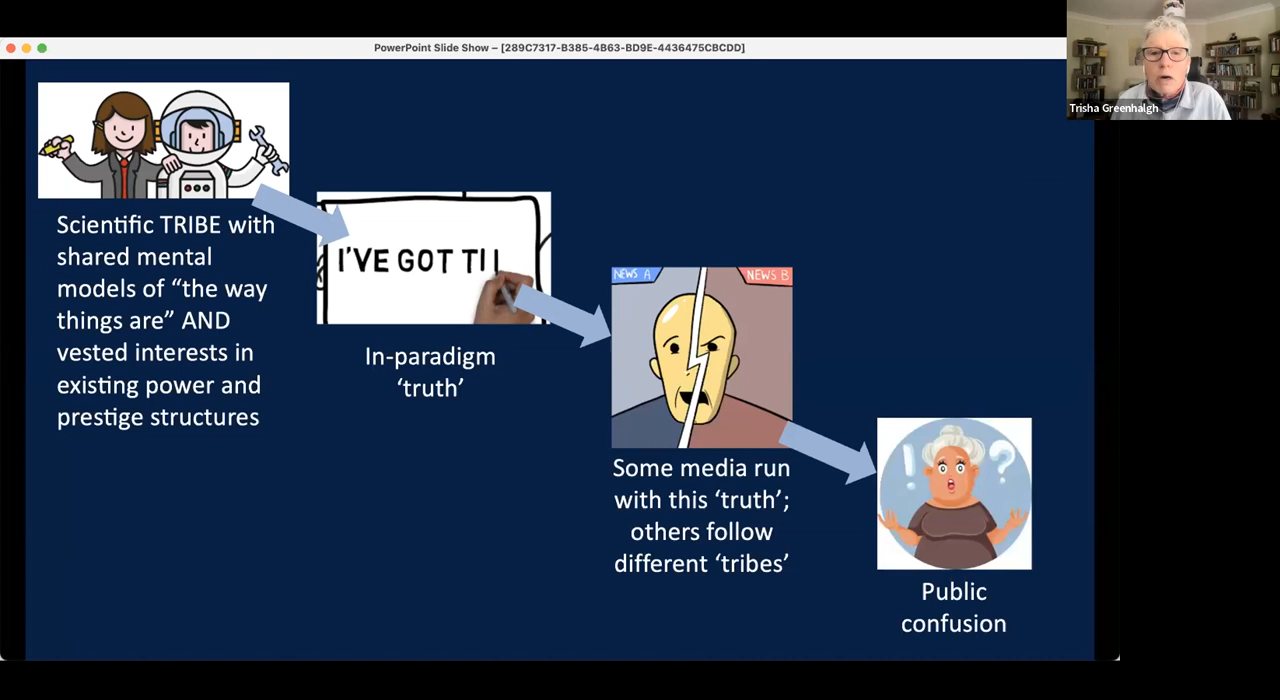 PowerPoint Slide Show – [289C7317-B385-4B63-BD9E-4436475CBCDD]
Trisha Greenhalgh
Scientific TRIBE with
shared mental
models of “the way
things are” AND
vested interests in
existing power and
prestige structures
I'VE GOT
In-paradigm
‘truth’
NEWS A
NEWS B
Some media run
with this ‘truth’;
others follow
different ‘tribes’
! ?
Public
confusion